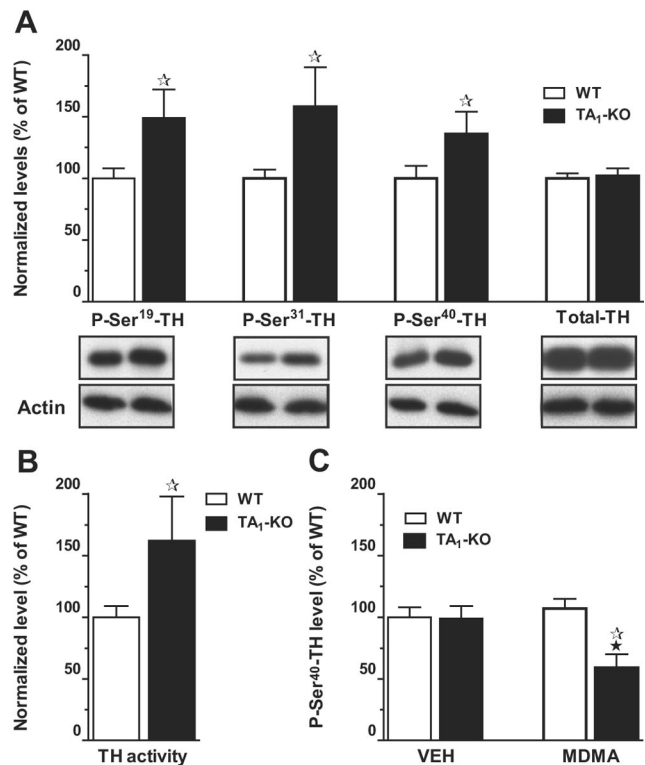 A
Normalized levels (% of WT)
200
150
100
50
0
☆
☆
☆
WT
TA₁-KO
P-Ser¹⁹-TH P-Ser³¹-TH P-Ser⁴⁰-TH Total-TH
Actin
B
Normalized level (% of WT)
200
150
100
50
0
☆
WT
TA₁-KO
TH activity
C
P-Ser⁴⁰-TH level (% of WT)
200
150
100
50
0
WT
TA₁-KO
☆
★
VEH MDMA